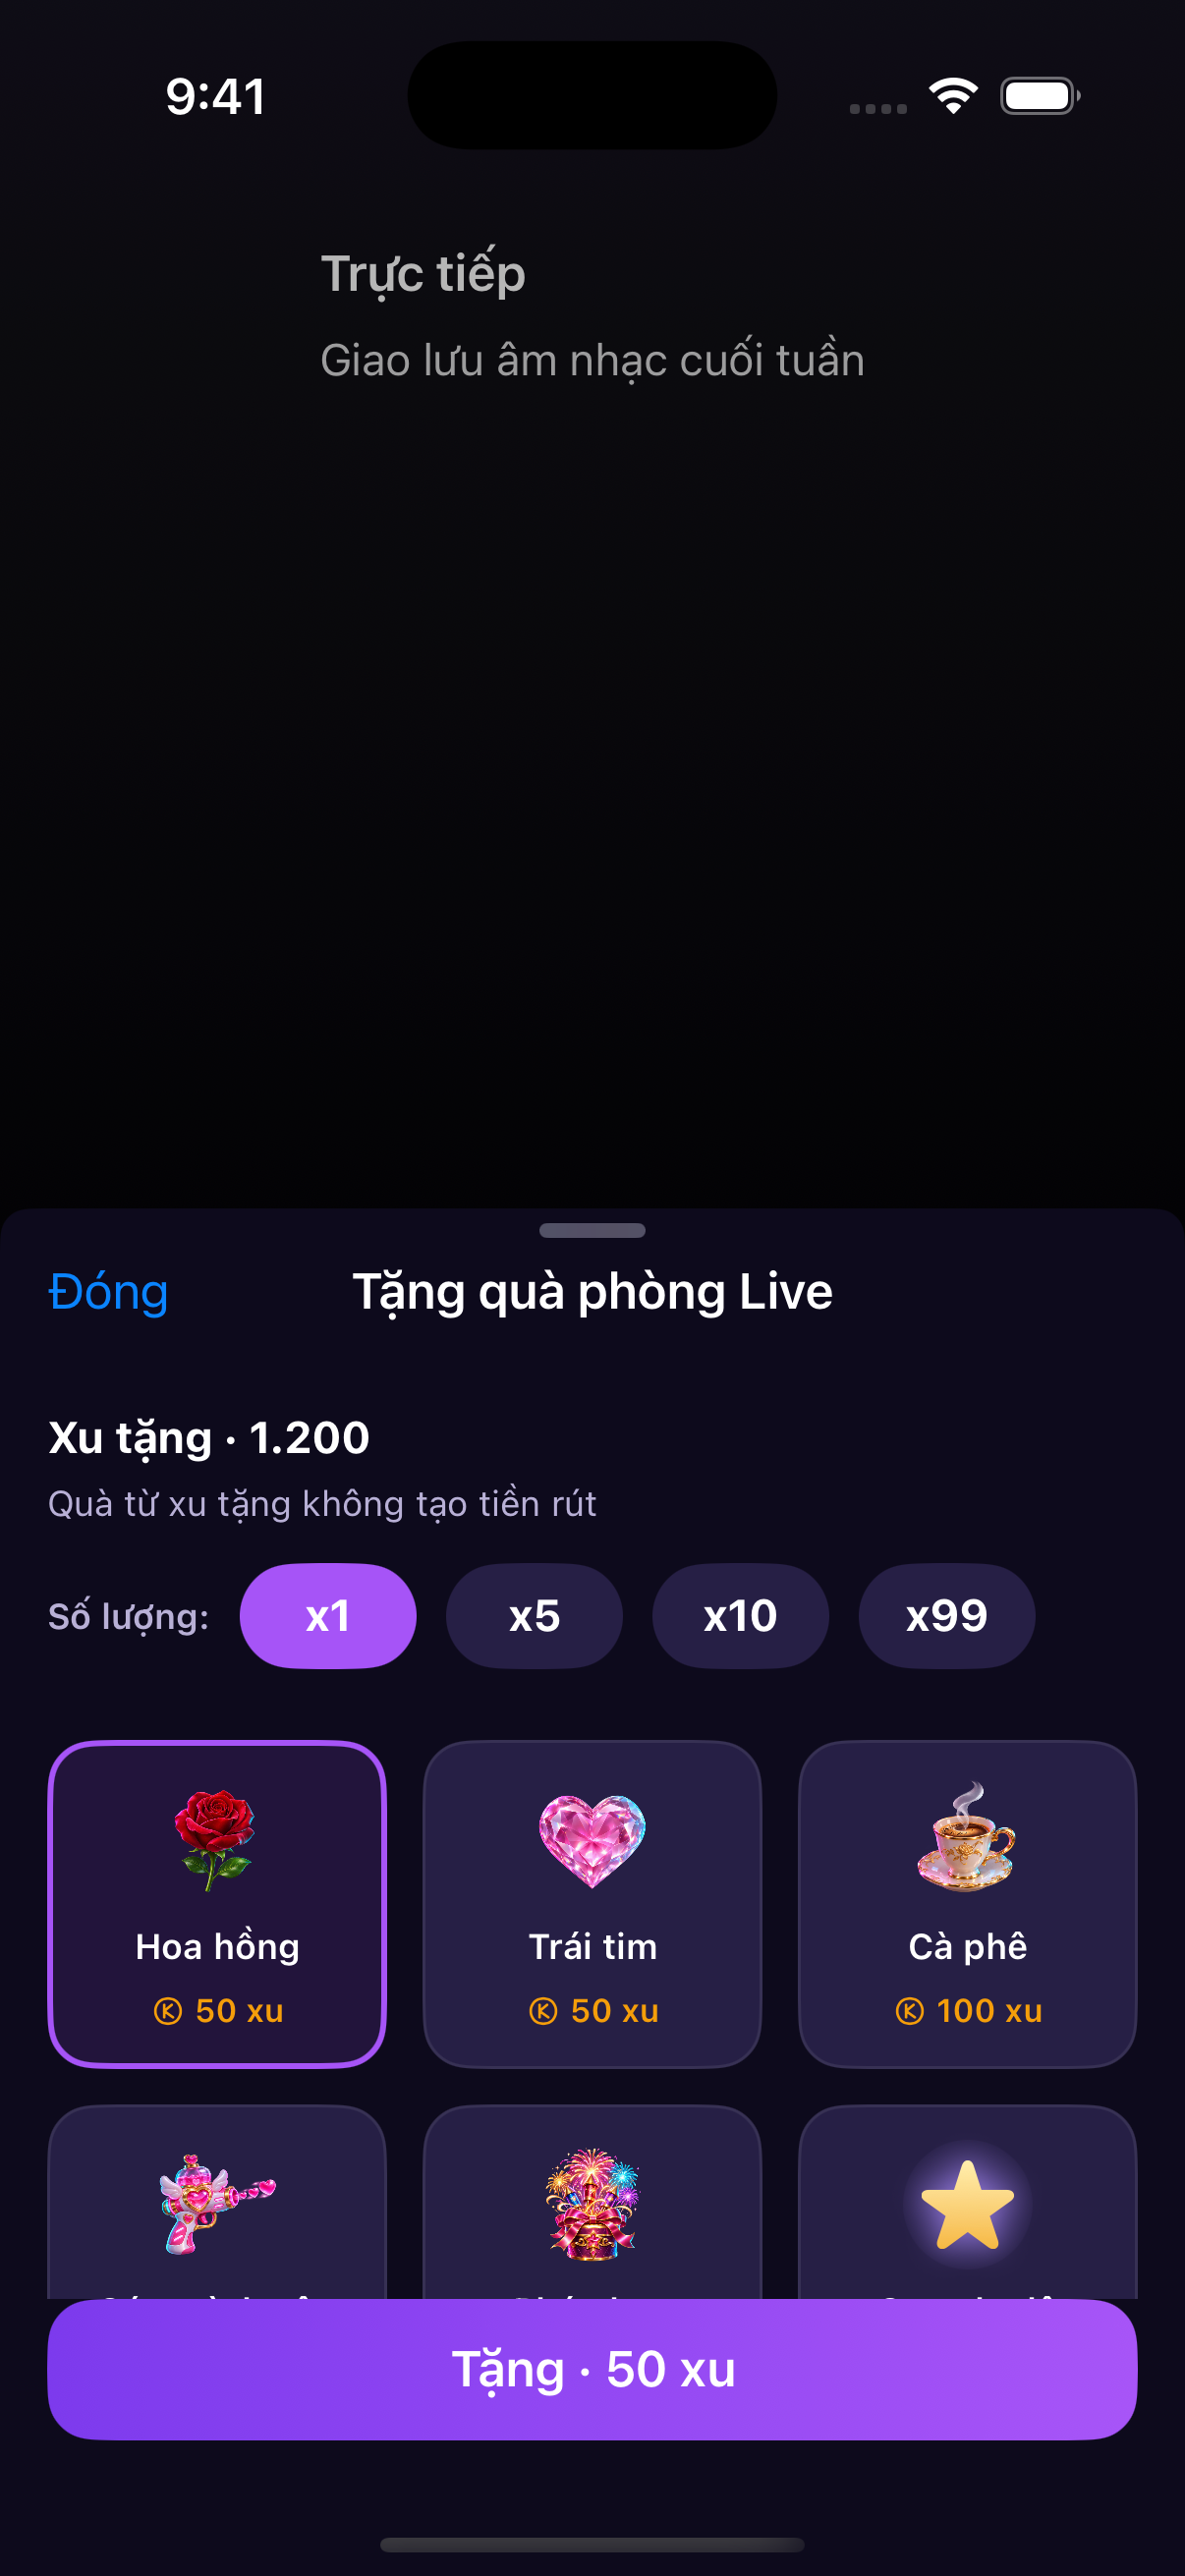 9:41
Trực tiếp
Giao lưu âm nhạc cuối tuần
Đóng
Tặng quà phòng Live
Xu tặng · 1.200
Quà từ xu tặng không tạo tiền rút
Số lượng:
x1
x5
x10
x99
Hoa hồng
Trái tim
Cà phê
50 xu
50 xu
100 xu
Tặng · 50 xu